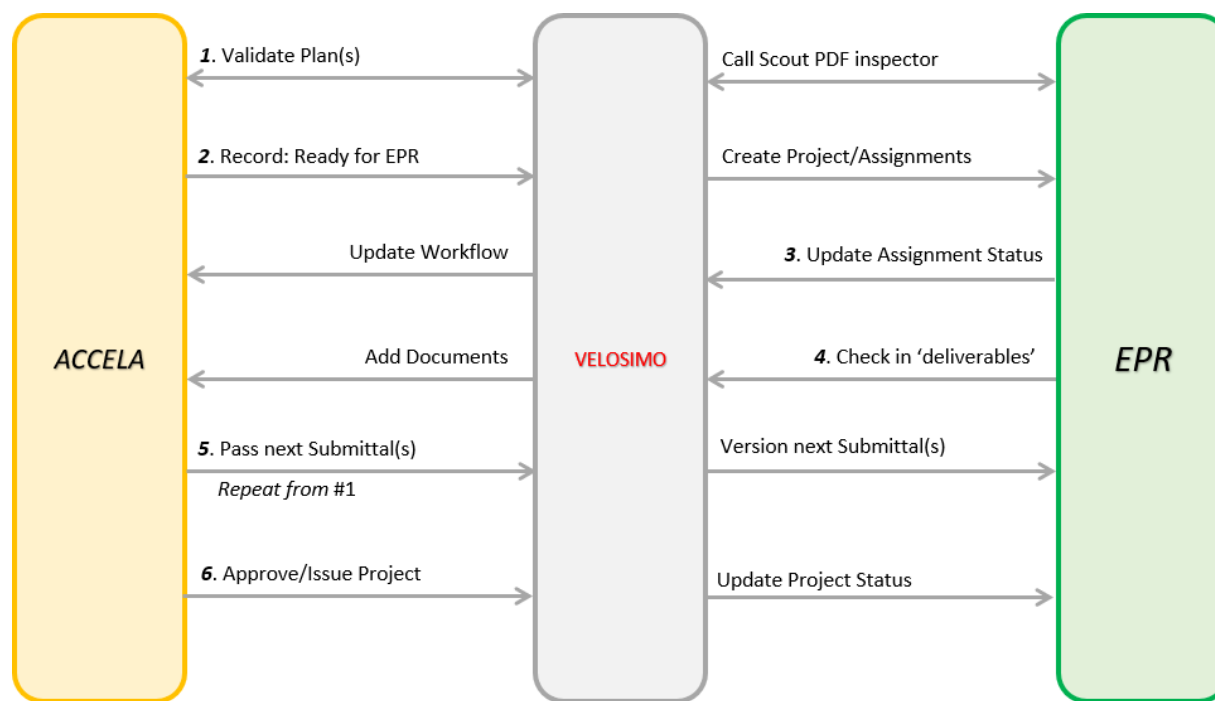 1. Validate Plan(s)
Call Scout PDF inspector
2. Record: Ready for EPR
Create Project/Assignments
Update Workflow
3. Update Assignment Status
ACCELA
Add Documents
VELOSIMO
4. Check in ‘deliverables’
EPR
5. Pass next Submittal(s)
Version next Submittal(s)
Repeat from #1
6. Approve/Issue Project
Update Project Status